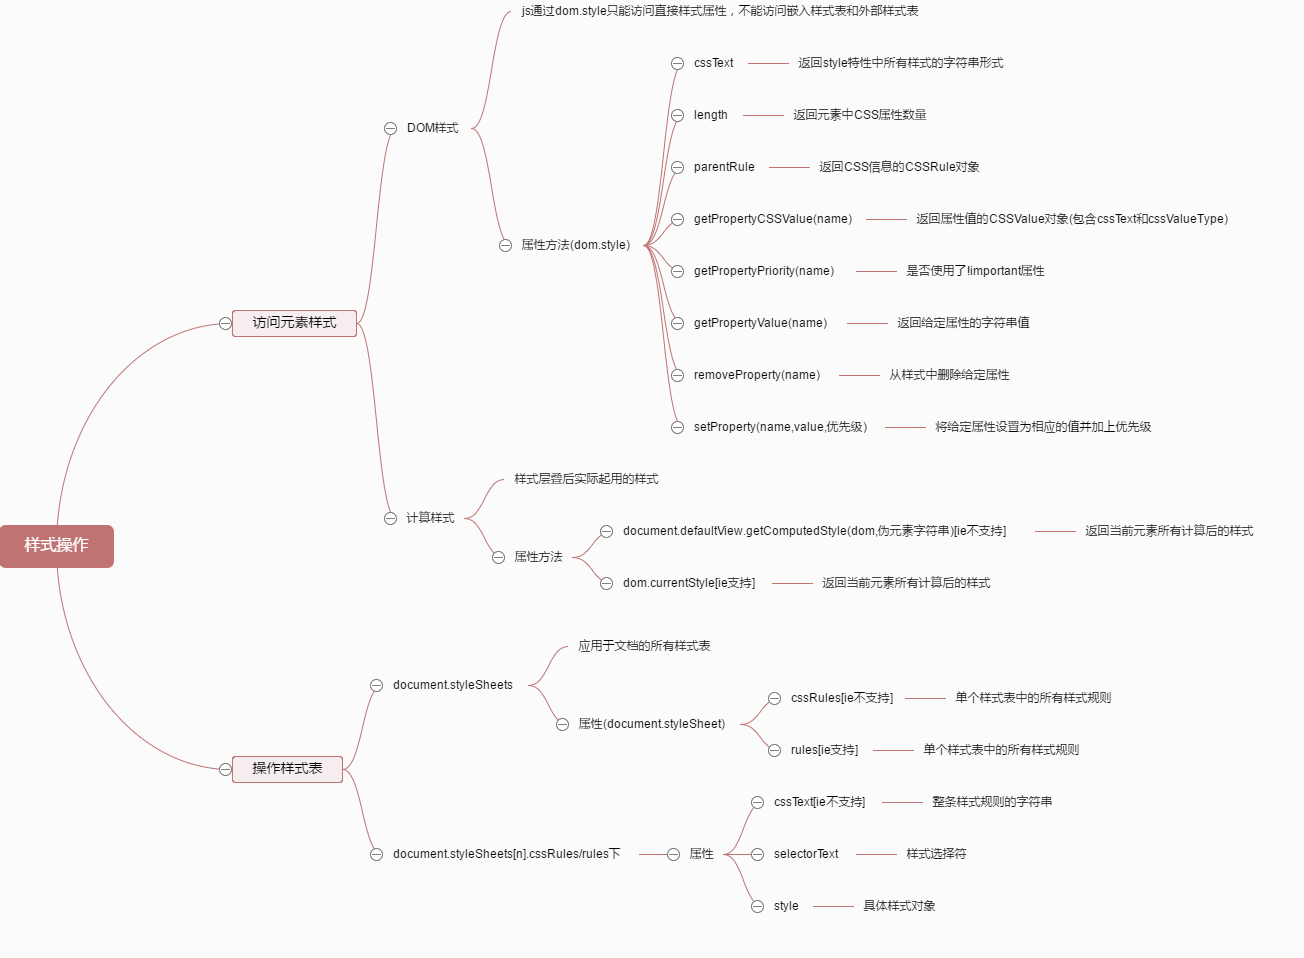 样式操作
访问元素样式
DOM样式
js通过dom.style只能访问直接样式属性，不能访问嵌入样式表和外部样式表
属性方法(dom.style)
cssText 返回style特性中所有样式的字符串形式
length 返回元素中CSS属性数量
parentRule 返回CSS信息的CSSRule对象
getPropertyCSSValue(name) 返回属性值的CSSValue对象(包含cssText和cssValueType)
getPropertyPriority(name) 是否使用了!important属性
getPropertyValue(name) 返回给定属性的字符串值
removeProperty(name) 从样式中删除给定属性
setProperty(name,value,优先级) 将给定属性设置为相应的值并加上优先级
计算样式
样式层叠后实际起用的样式
属性方法
document.defaultView.getComputedStyle(dom,伪元素字符串)[ie不支持] 返回当前元素所有计算后的样式
dom.currentStyle[ie支持] 返回当前元素所有计算后的样式
操作样式表
document.styleSheets
应用于文档的所有样式表
属性(document.styleSheet)
cssRules[ie不支持] 单个样式表中的所有样式规则
rules[ie支持] 单个样式表中的所有样式规则
document.styleSheets[n].cssRules/rules下
属性
cssText[ie不支持] 整条样式规则的字符串
selectorText 样式选择符
style 具体样式对象